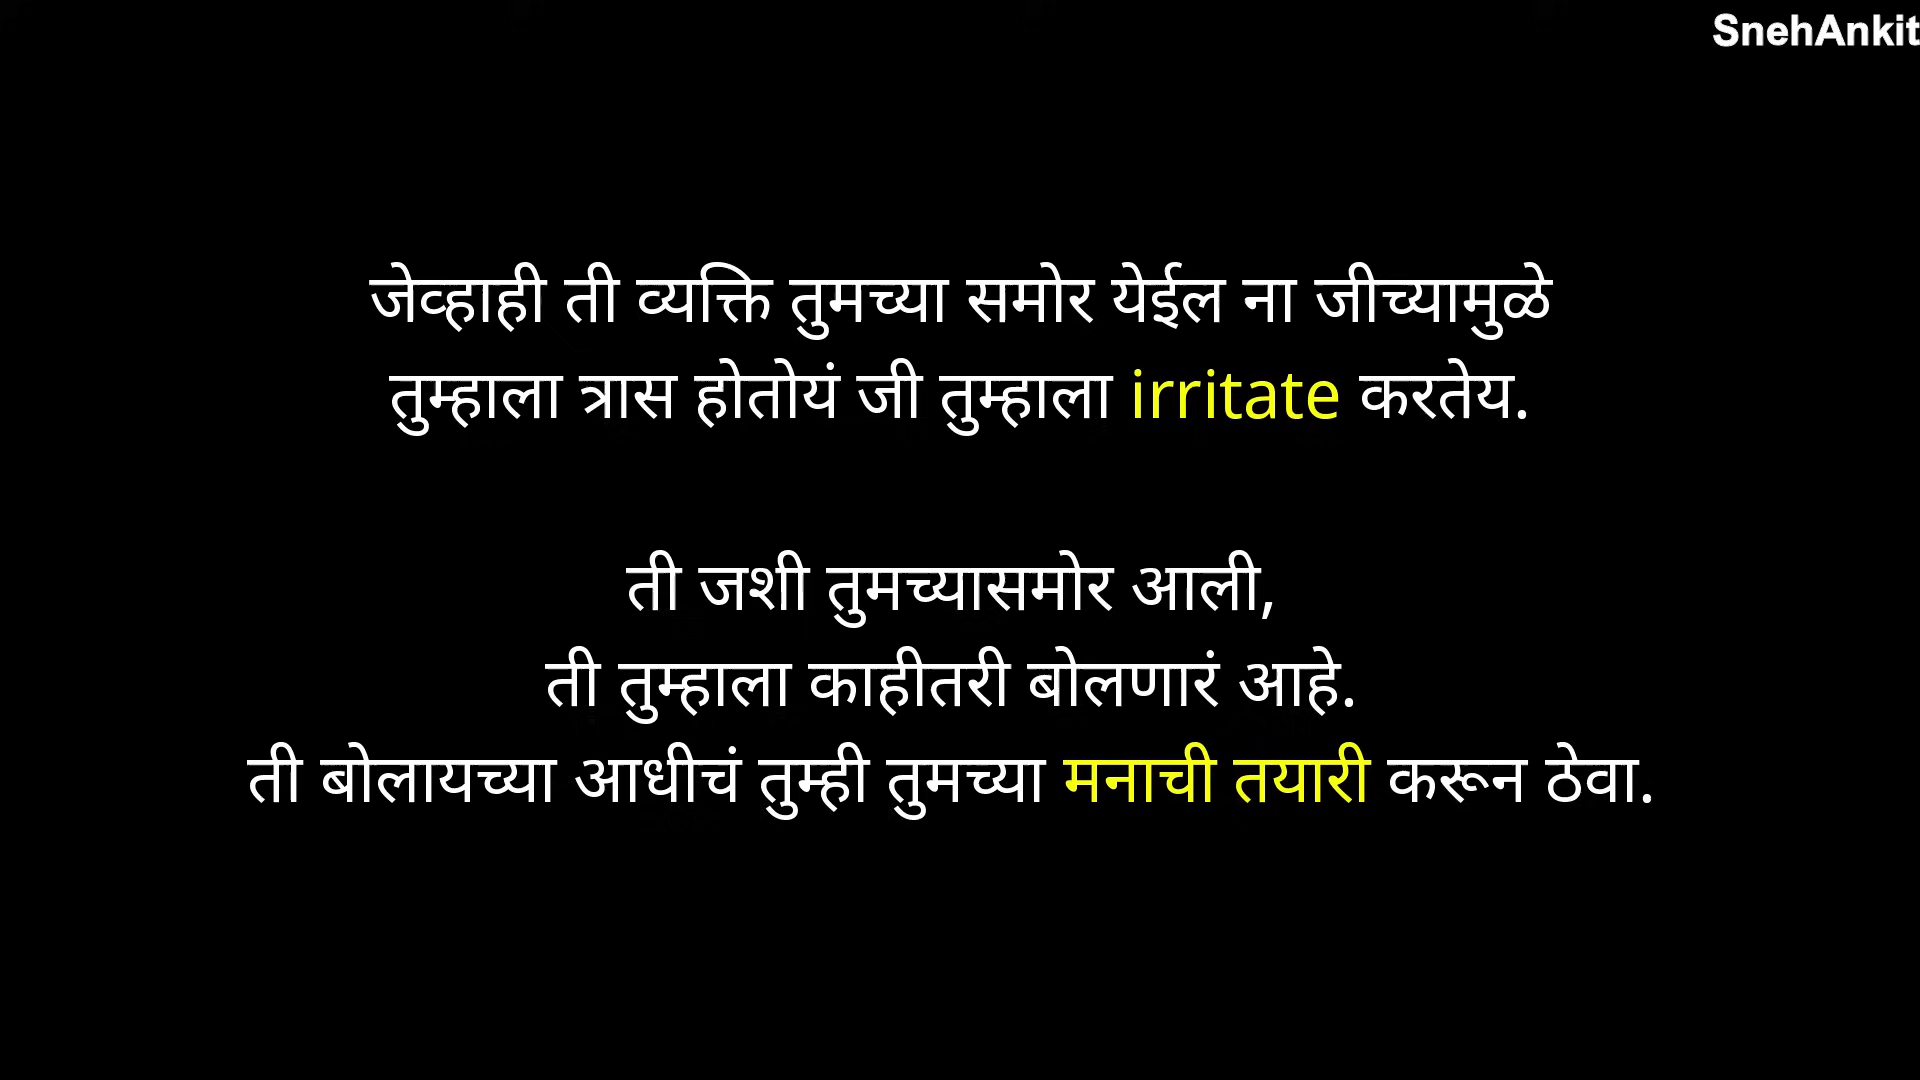 SnehAnkit
जेव्हाही ती व्यक्ति तुमच्या समोर येईल ना जीच्यामुळे
तुम्हाला त्रास होतोयं जी तुम्हाला irritate करतेय.
ती जशी तुमच्यासमोर आली,
ती तुम्हाला काहीतरी बोलणारं आहे.
ती बोलायच्या आधीचं तुम्ही तुमच्या मनाची तयारी करून ठेवा.